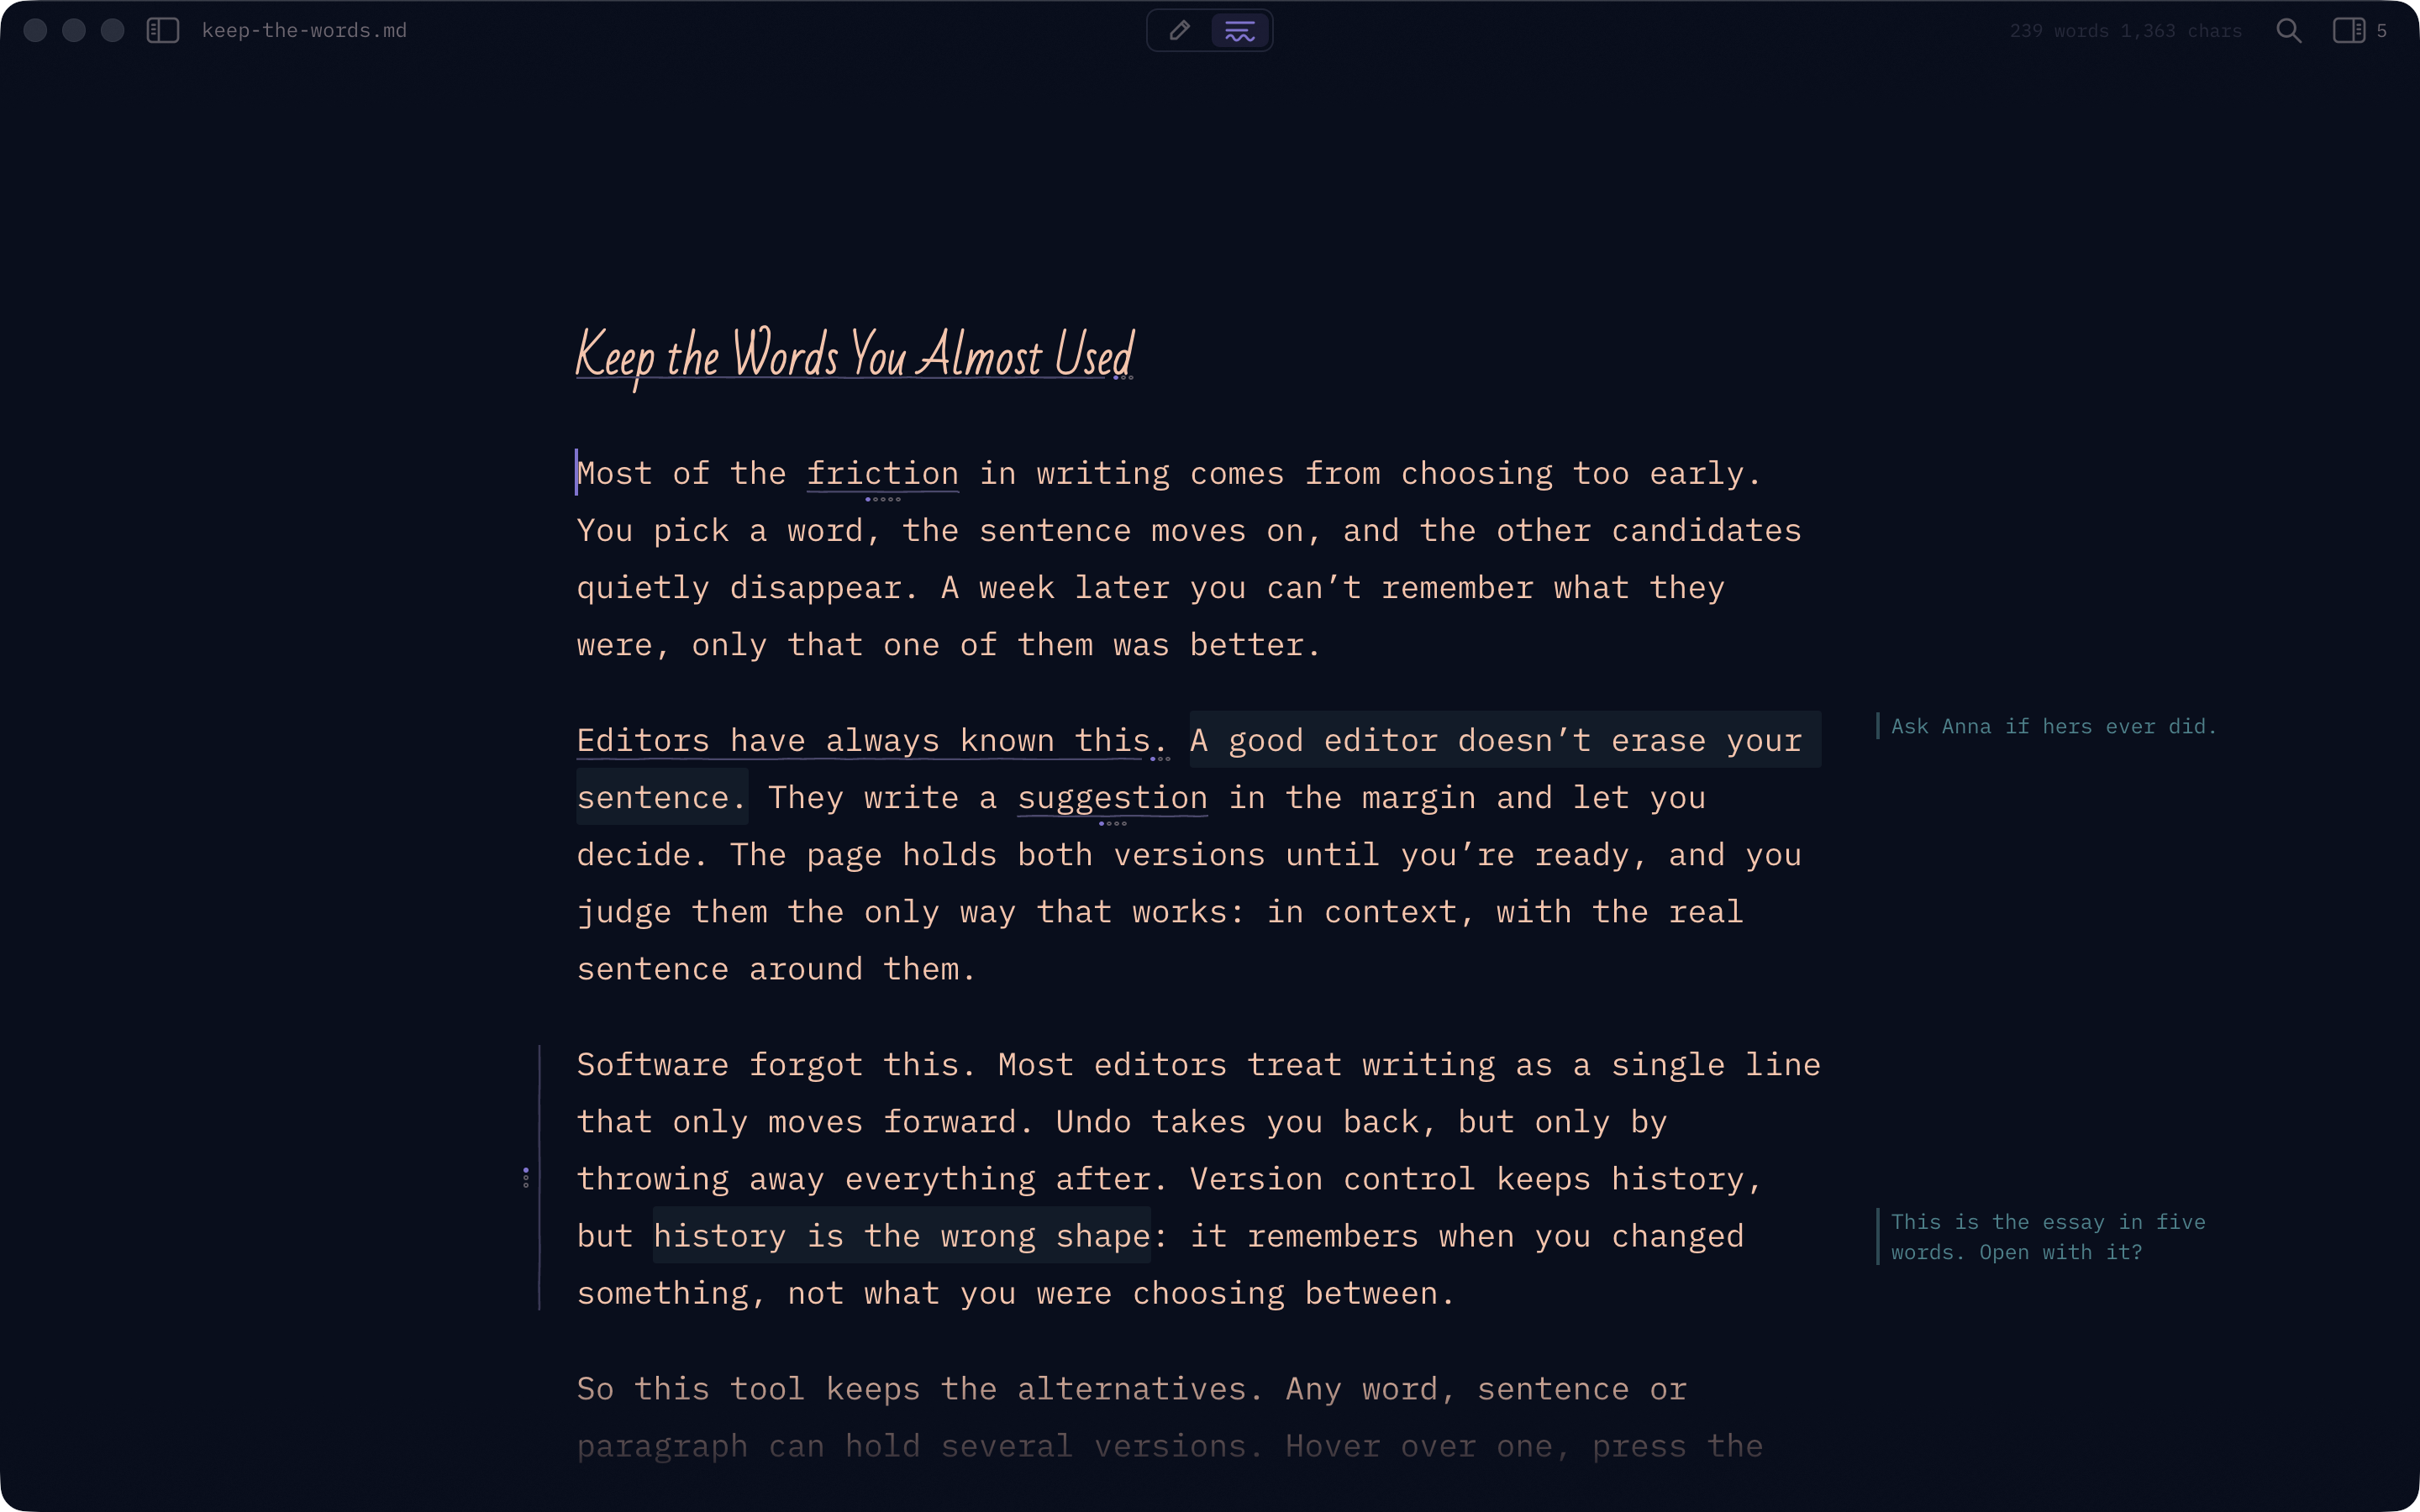 keep-the-words.md
239 words 1,363 chars
5
Keep the Words You Almost Used
Most of the friction in writing comes from choosing too early.
You pick a word, the sentence moves on, and the other candidates
quietly disappear. A week later you can’t remember what they
were, only that one of them was better.
Editors have always known this. A good editor doesn’t erase your
sentence. They write a suggestion in the margin and let you
decide. The page holds both versions until you’re ready, and you
judge them the only way that works: in context, with the real
sentence around them.
Ask Anna if hers ever did.
Software forgot this. Most editors treat writing as a single line
that only moves forward. Undo takes you back, but only by
throwing away everything after. Version control keeps history,
but history is the wrong shape: it remembers when you changed
something, not what you were choosing between.
This is the essay in five
words. Open with it?
So this tool keeps the alternatives. Any word, sentence or
paragraph can hold several versions. Hover over one, press the